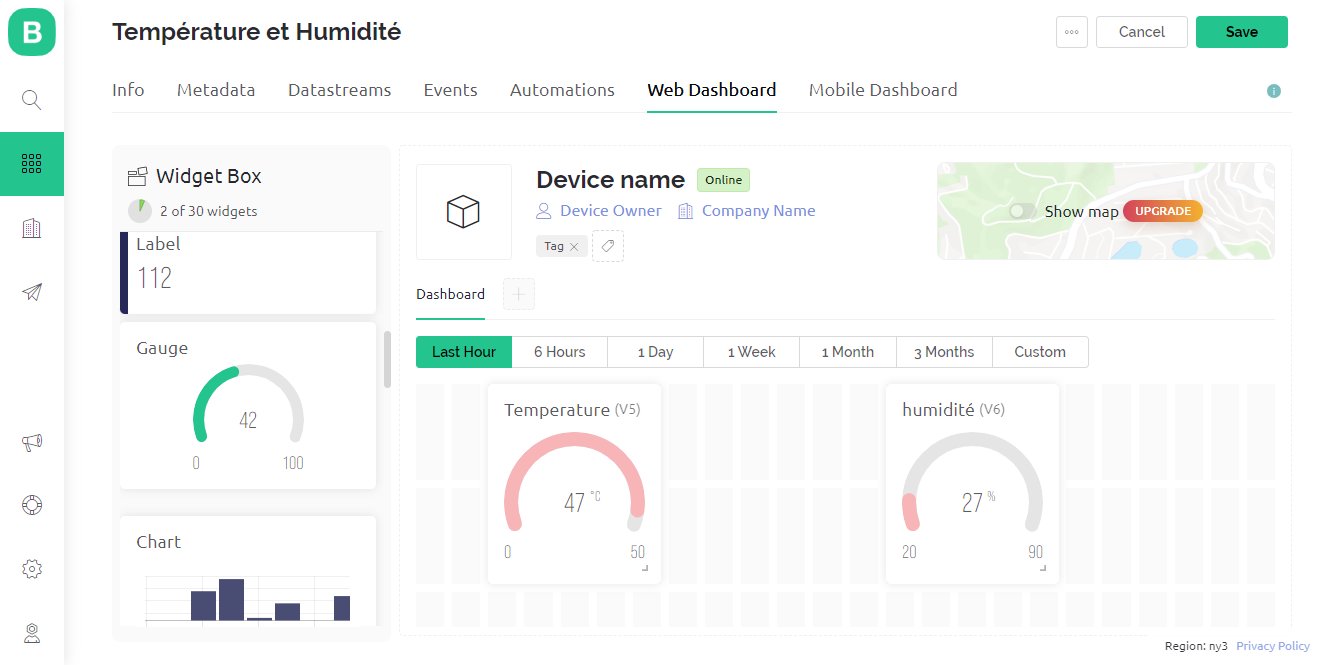 B
Température et Humidité
Cancel
Save
Info Metadata Datastreams Events Automations Web Dashboard Mobile Dashboard
Widget Box
2 of 30 widgets
Label
112
Gauge
42
0 100
Chart
Device name Online
Device Owner Company Name
Tag
Show map UPGRADE
Dashboard
Last Hour 6 Hours 1 Day 1 Week 1 Month 3 Months Custom
Temperature (V5)
47 °C
0 50
humidité (V6)
27 %
20 90
Region: ny3 Privacy Policy